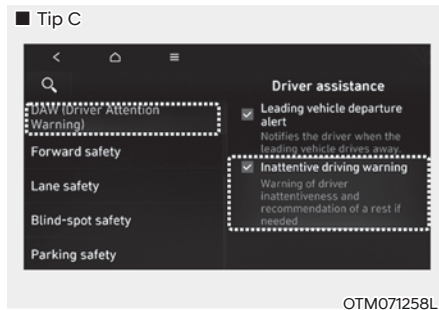 ■ Tip C
Driver assistance
DAW (Driver Attention
Warning)
Forward safety
Lane safety
Blind-spot safety
Parking safety
Leading vehicle departure
alert
Notifies the driver when the
leading vehicle drives away.
Inattentive driving warning
Warning of driver
inattentiveness and
recommendation of a rest if
needed
OTM071258L